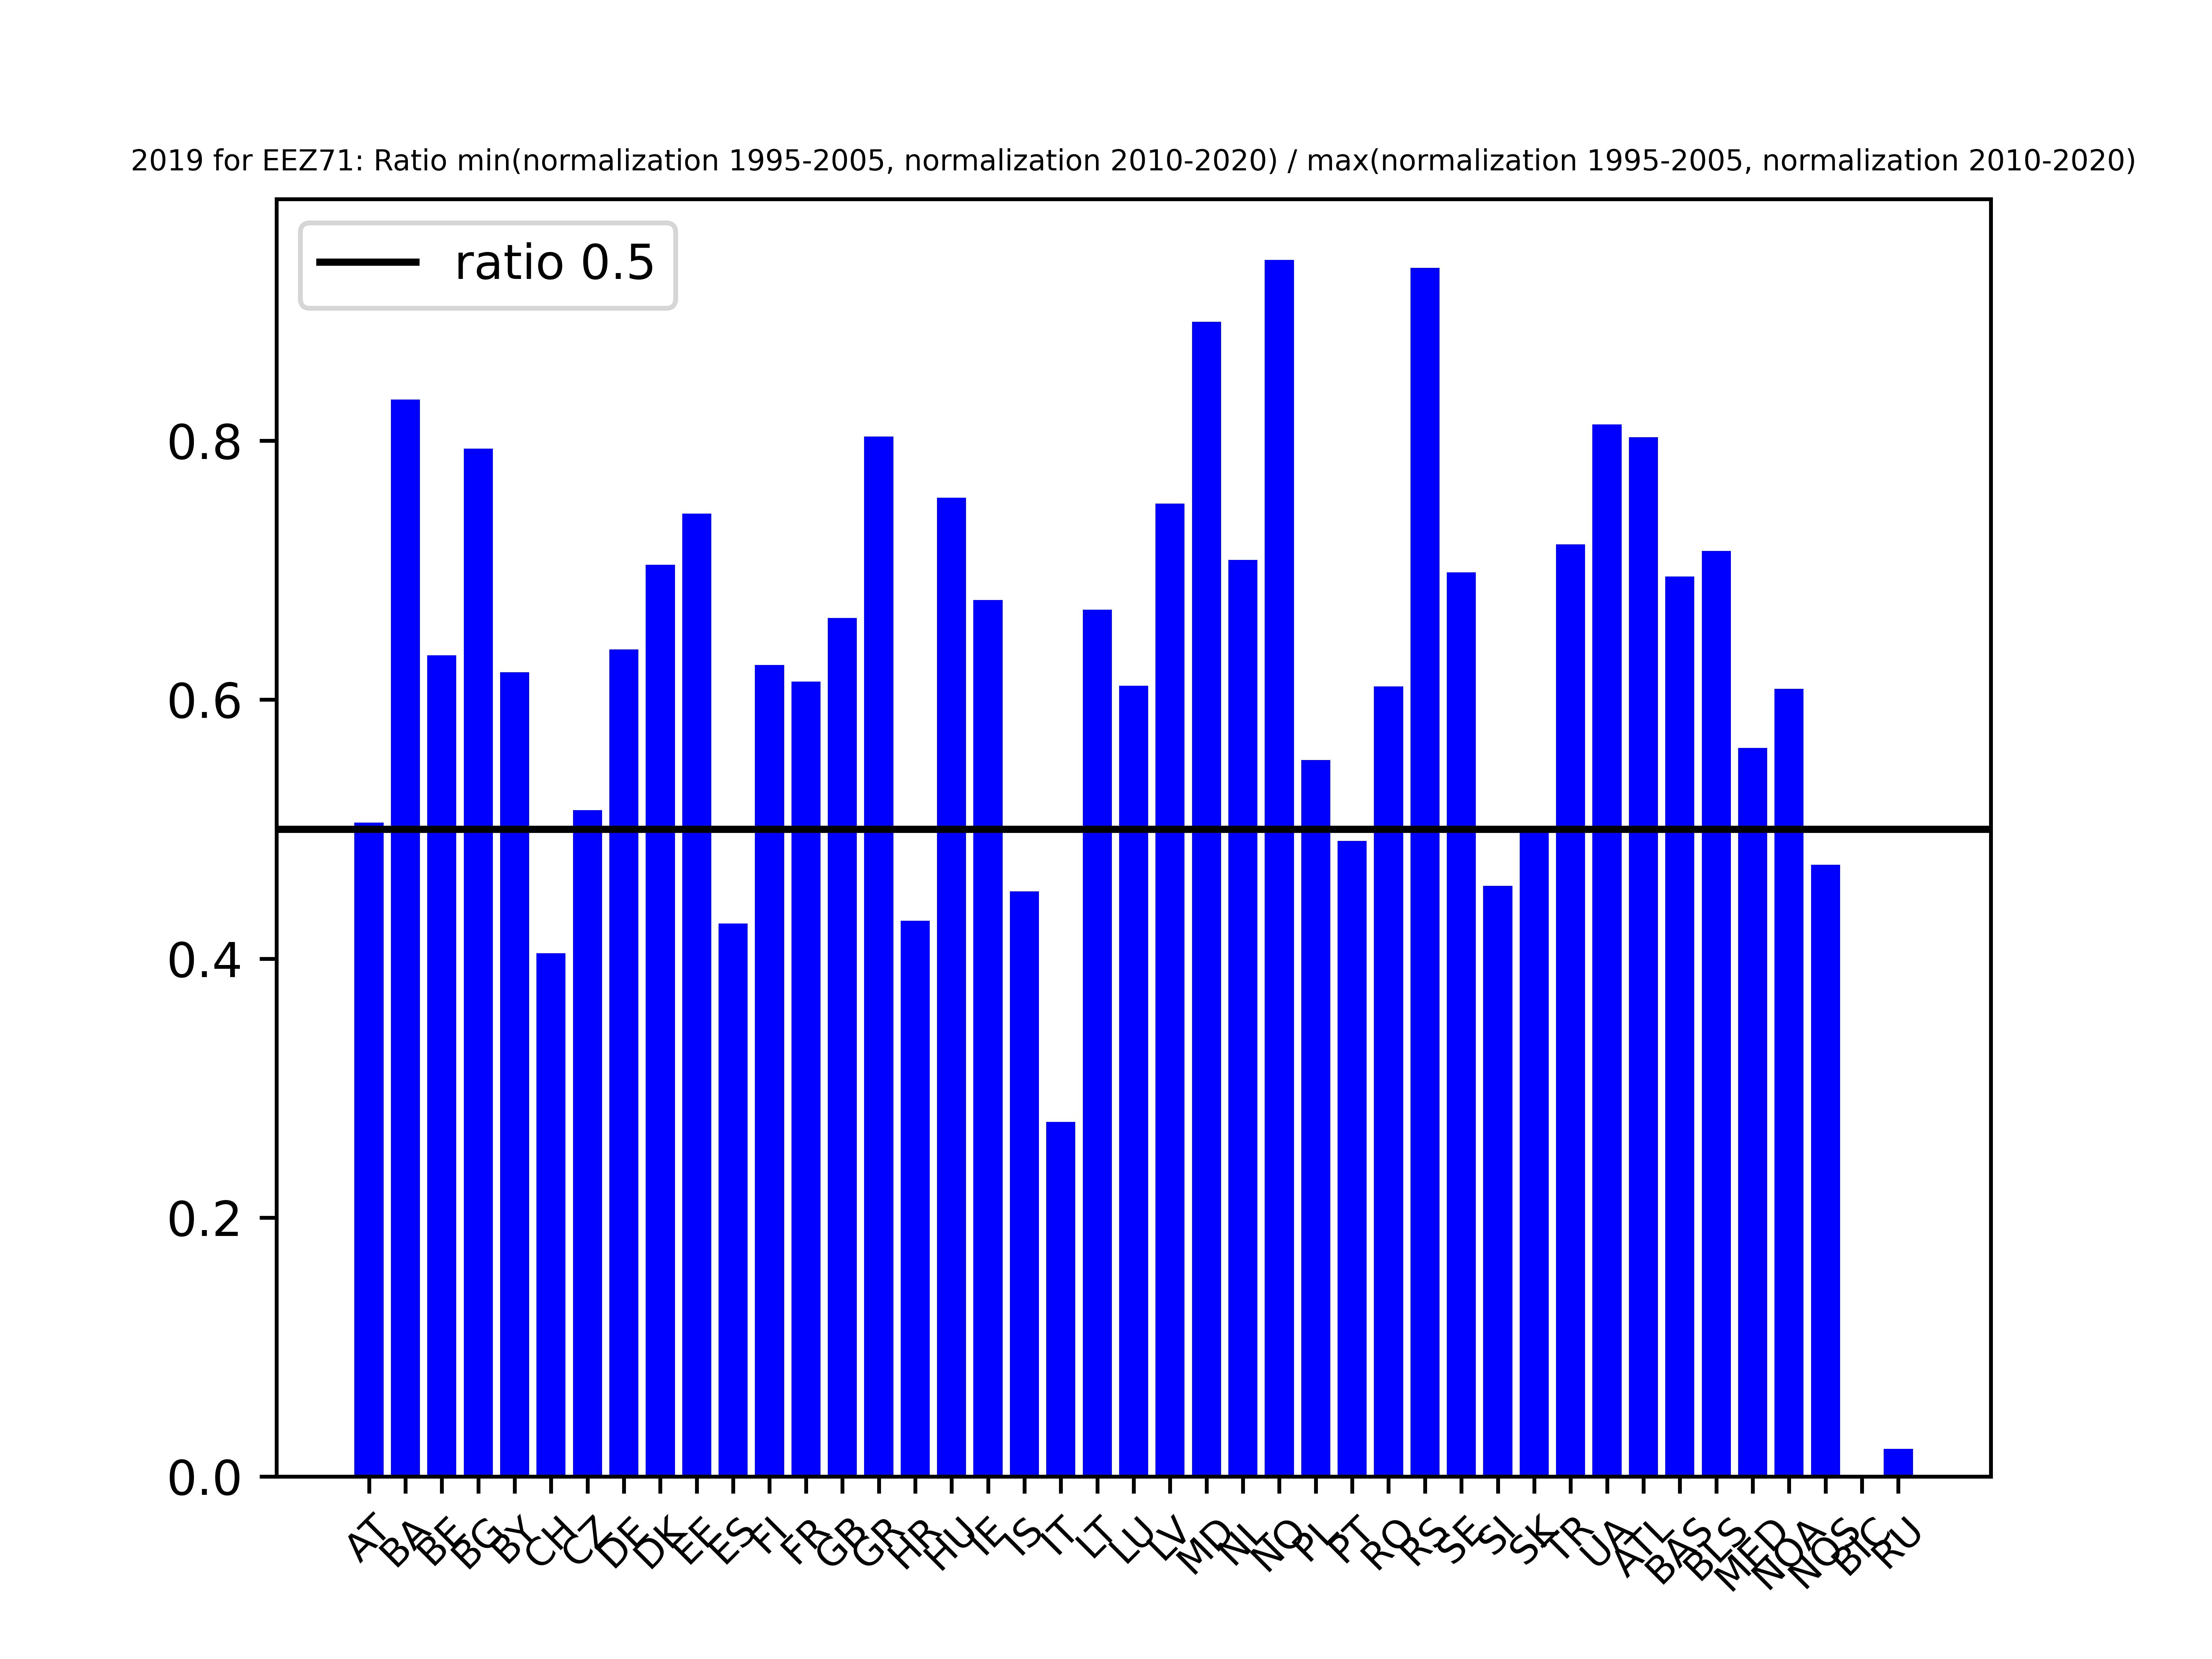 2019 for EEZ71: Ratio min(normalization 1995-2005, normalization 2010-2020) / max(normalization 1995-2005, normalization 2010-2020)
ratio 0.5
0.8
0.6
0.4
0.2
0.0
AT BA BE BG BY CH CZ DE DK EE ES FI FR GB GR HR HU IE IS IT LT LU LV MD NL NO PL PT RO RS SE SI SK TR UA ATL BAS BLS MED NOA NOS BIC RU